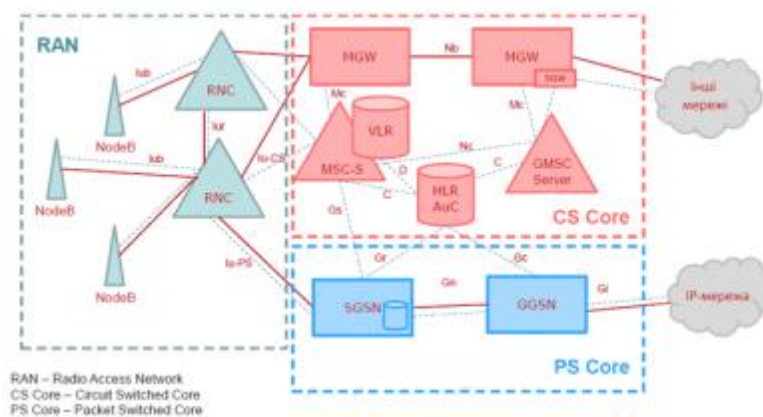 RAN
Iub
RNC
NodeB
Iur
Iub
NodeB
RNC
NodeB
Iu-CS
Iu-PS
MGW
Nb
MGW
SGW
Mc
Mc
VLR
MSC-S
Nc
D
C
C
HLR
AuC
GMSC
Server
CS Core
Gs
Gr
Gc
SGSN
Gn
GGSN
Gi
PS Core
Інші
мережі
IP-мережа
RAN – Radio Access Network
CS Core – Circuit Switched Core
PS Core – Packet Switched Core